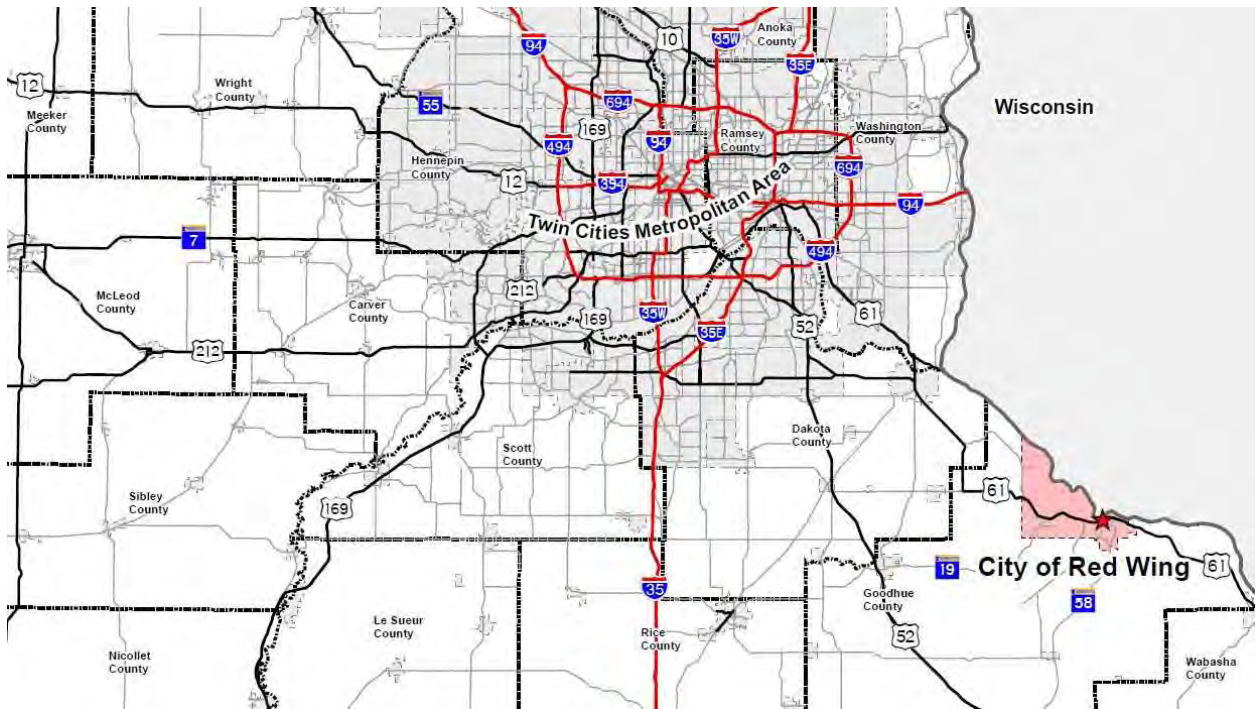 35W
Anoka
County
94
10
35E
Wright
County
12
Meeker
County
55
694
169
Wisconsin
94
Ramsey
County
Washington
County
494
Hennepin
County
12
394
694
94
Twin Cities Metropolitan Area
7
494
McLeod
County
Carver
County
212
169
35W
35E
52
61
212
Scott
County
Dakota
County
Sibley
County
169
61
19
City of Red Wing
61
35
Goodhue
County
58
Le Sueur
County
Rice
County
52
Nicollet
County
Wabasha
County